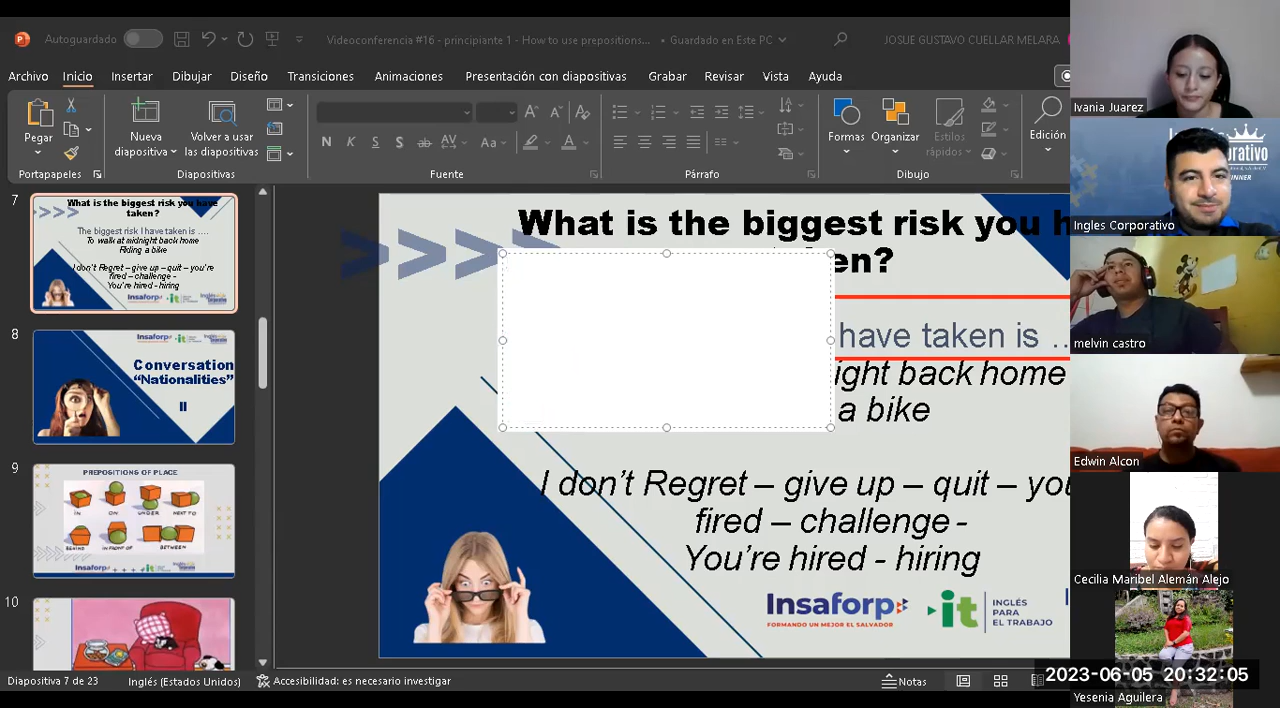 Autoguardado
Videoconferencia #16 - principiante 1 - How to use prepositions... • Guardado en Este PC
JOSUE GUSTAVO CUELLAR MELARA
Archivo Inicio Insertar Dibujar Diseño Transiciones Animaciones Presentación con diapositivas Grabar Revisar Vista Ayuda
Pegar
Nueva diapositiva
Volver a usar las diapositivas
N K S S ab AV Aa A
Formas
Organizar
Estilos rápidos
Edición
Portapapeles
Diapositivas
Fuente
Párrafo
Dibujo
7
What is the biggest risk you have
taken?
The biggest risk I have taken is ....
To walk at midnight back home
Riding a bike
I don't Regret – give up – quit – you're
fired – challenge -
You're hired - hiring
Insaforp
8
Insaforp
Conversation
“Nationalities”
II
9
PREPOSITIONS OF PLACE
IN ON UNDER NEXT TO
BEHIND IN FRONT OF BETWEEN
Insaforp
10
What is the biggest risk you h
en?
have taken is ..
ight back home
a bike
I don't Regret – give up – quit – you
fired – challenge -
You're hired - hiring
Insaforp
FORMANDO UN MEJOR EL SALVADOR
it
INGLÉS
PARA
EL TRABAJO
Diapositiva 7 de 23
Inglés (Estados Unidos)
Accesibilidad: es necesario investigar
Notas
Ivania Juarez
Ingles Corporativo
melvin castro
Edwin Alcon
Cecilia Maribel Alemán Alejo
2023-06-05 20:32:05
Yesenia Aguilera